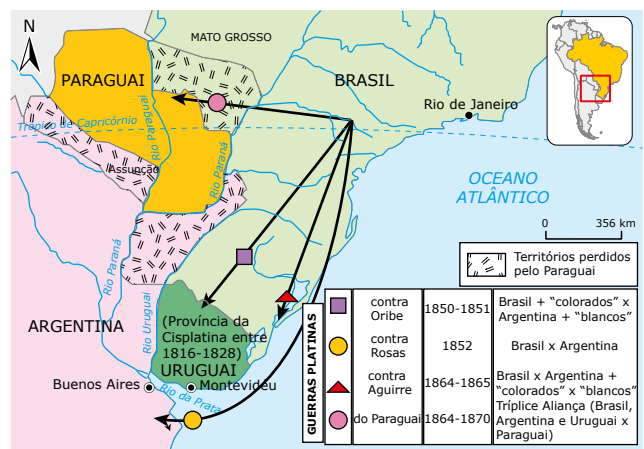 N
MATO GROSSO
PARAGUAI
BRASIL
Rio de Janeiro
Trópico de Capricórnio
Rio Paraguai
Assunção
Rio Paraná
OCEANO
ATLÂNTICO
0 356 km
Rio Paraná
Territórios perdidos
pelo Paraguai
ARGENTINA
Rio Uruguai
(Província da
Cisplatina entre
1816-1828)
URUGUAI
Buenos Aires
Montevidéu
Rio da Prata
GUERRAS PLATINAS
contra
Oribe
1850-1851
Brasil + “colorados” x
Argentina + “blancos”
contra
Rosas
1852
Brasil x Argentina
contra
Aguirre
1864-1865
Brasil x Argentina +
“colorados” x “blancos”
do Paraguai
1864-1870
Tríplice Aliança (Brasil,
Argentina e Uruguai x
Paraguai)